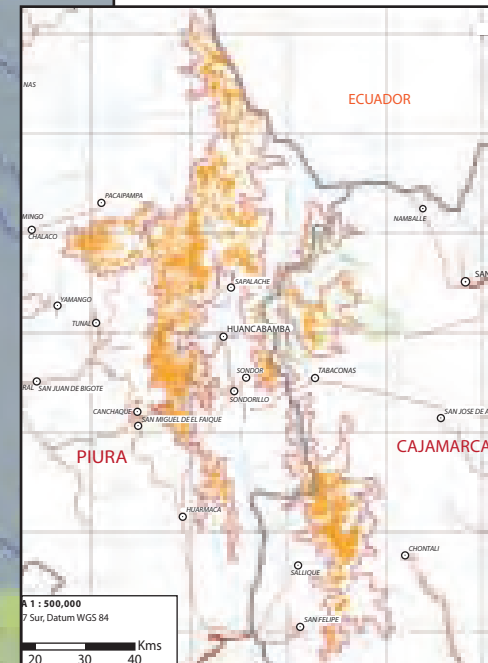 ECUADOR
NAS
PACAIPAMPA
NAMBALLE
MINGO
CHALACO
SAN
SAPALACHE
YAMANGO
TUNAL
HUANCABAMBA
SONDOR
TABACONAS
RAL
SAN JUAN DE BIGOTE
SONDORILLO
CANCHAQUE
SAN JOSE DE A
SAN MIGUEL DE EL FAIQUE
PIURA
CAJAMARCA
HUARMACA
CHONTALI
SALLIQUE
A 1 : 500,000
7 Sur, Datum WGS 84
SAN FELIPE
Kms
20 30 40